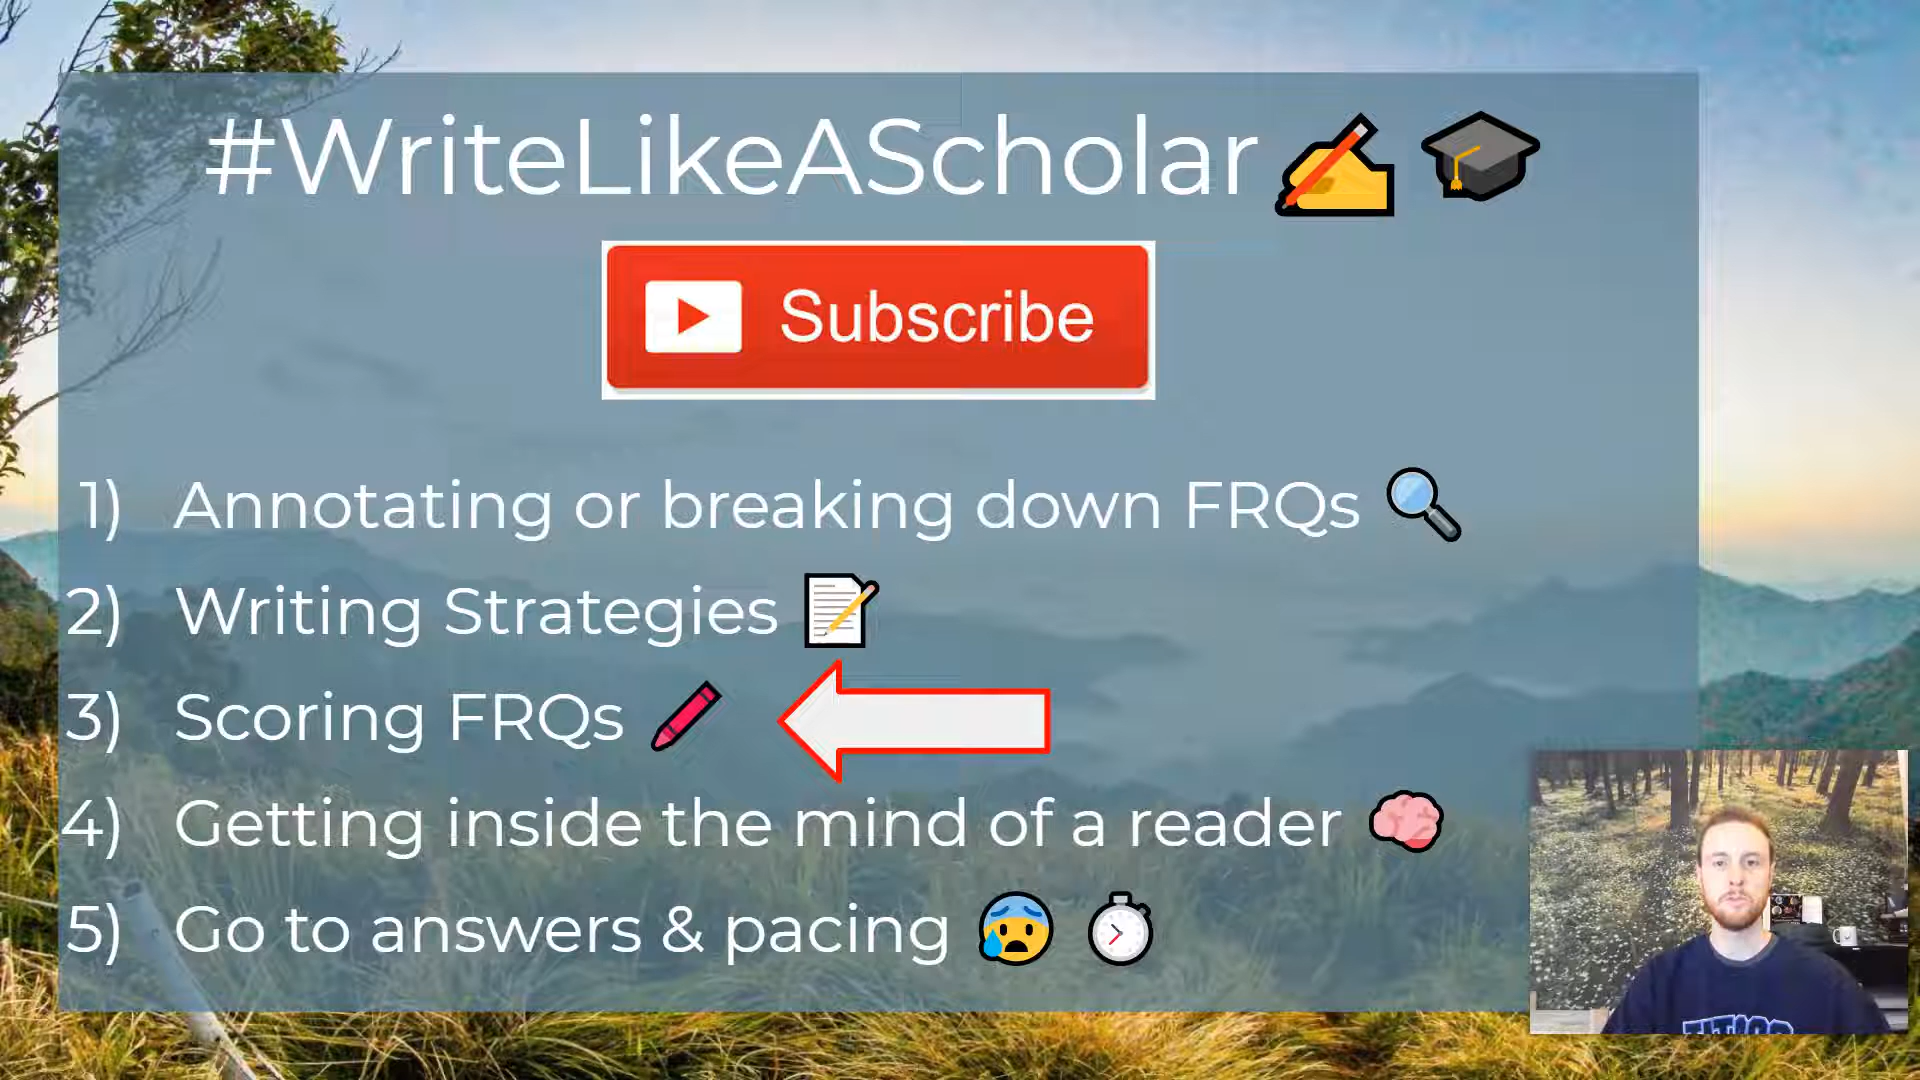 #WriteLikeAScholar ✍️ 🎓
Subscribe
1) Annotating or breaking down FRQs 🔍
2) Writing Strategies 📝
3) Scoring FRQs 🖍️
4) Getting inside the mind of a reader 🧠
5) Go to answers & pacing 😰 ⏱️